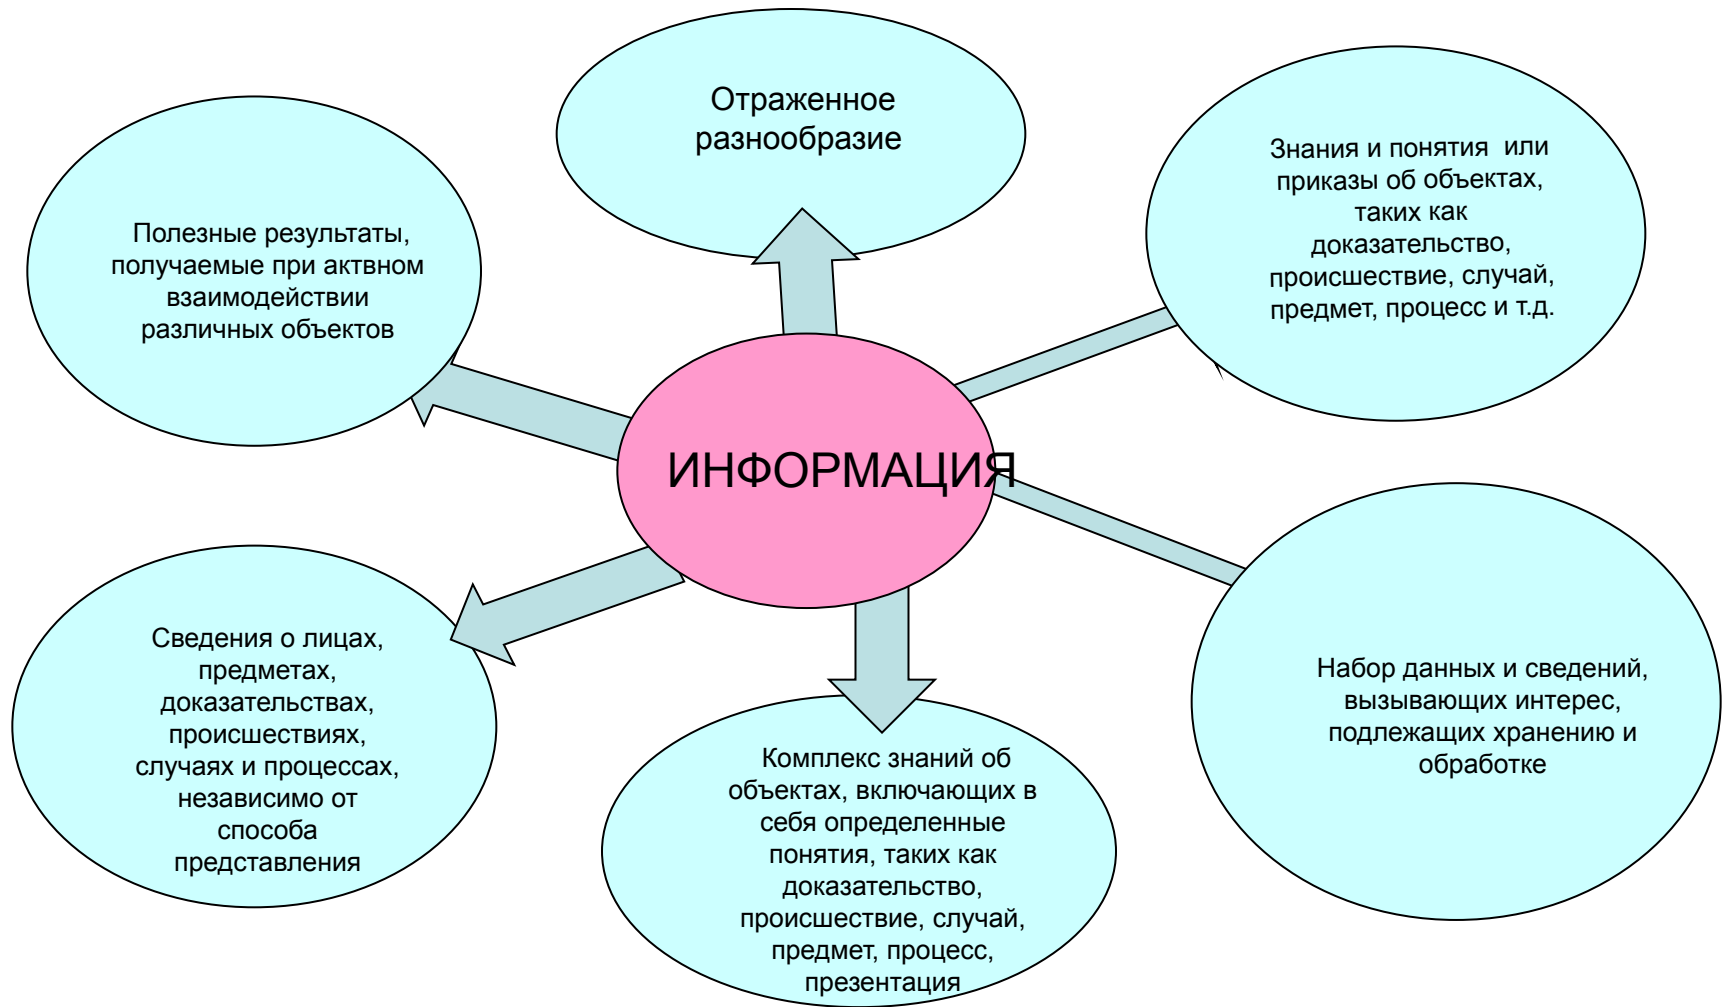 Отраженное
разнообразие
Знания и понятия или
приказы об объектах,
таких как
доказательство,
происшествие, случай,
предмет, процесс и т.д.
Полезные результаты,
получаемые при актвном
взаимодействии
различных объектов
ИНФОРМАЦИЯ
Сведения о лицах,
предметах,
доказательствах,
происшествиях,
случаях и процессах,
независимо от
способа
представления
Комплекс знаний об
объектах, включающих в
себя определенные
понятия, таких как
доказательство,
происшествие, случай,
предмет, процесс,
презентация
Набор данных и сведений,
вызывающих интерес,
подлежащих хранению и
обработке